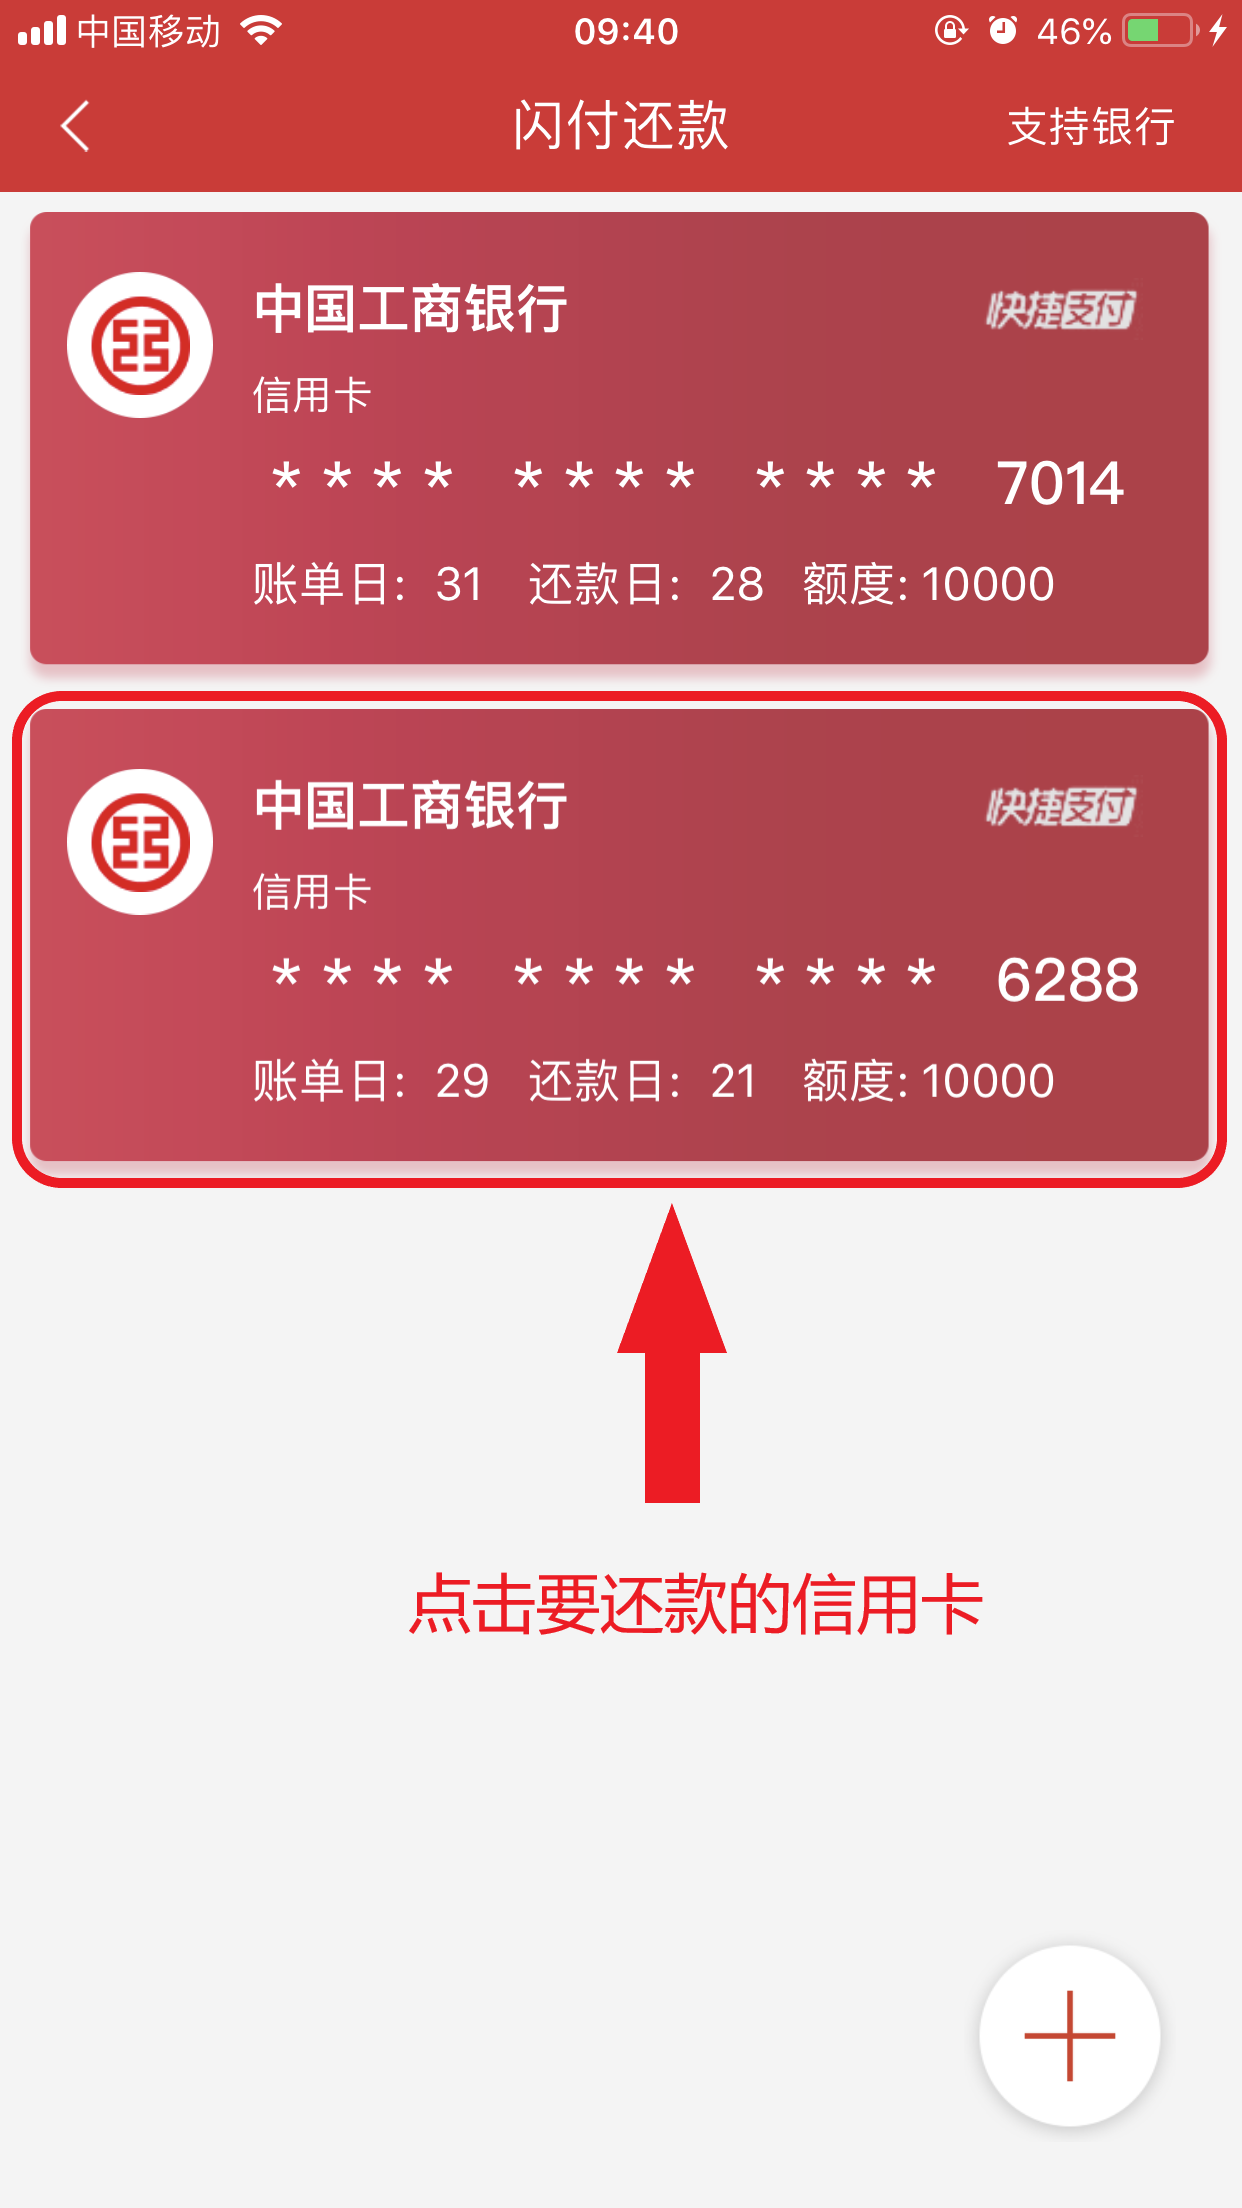 中国移动 09:40 46%
闪付还款 支持银行
中国工商银行 快捷支付
信用卡
**** **** **** 7014
账单日: 31 还款日: 28 额度: 10000
中国工商银行 快捷支付
信用卡
**** **** **** 6288
账单日: 29 还款日: 21 额度: 10000
点击要还款的信用卡